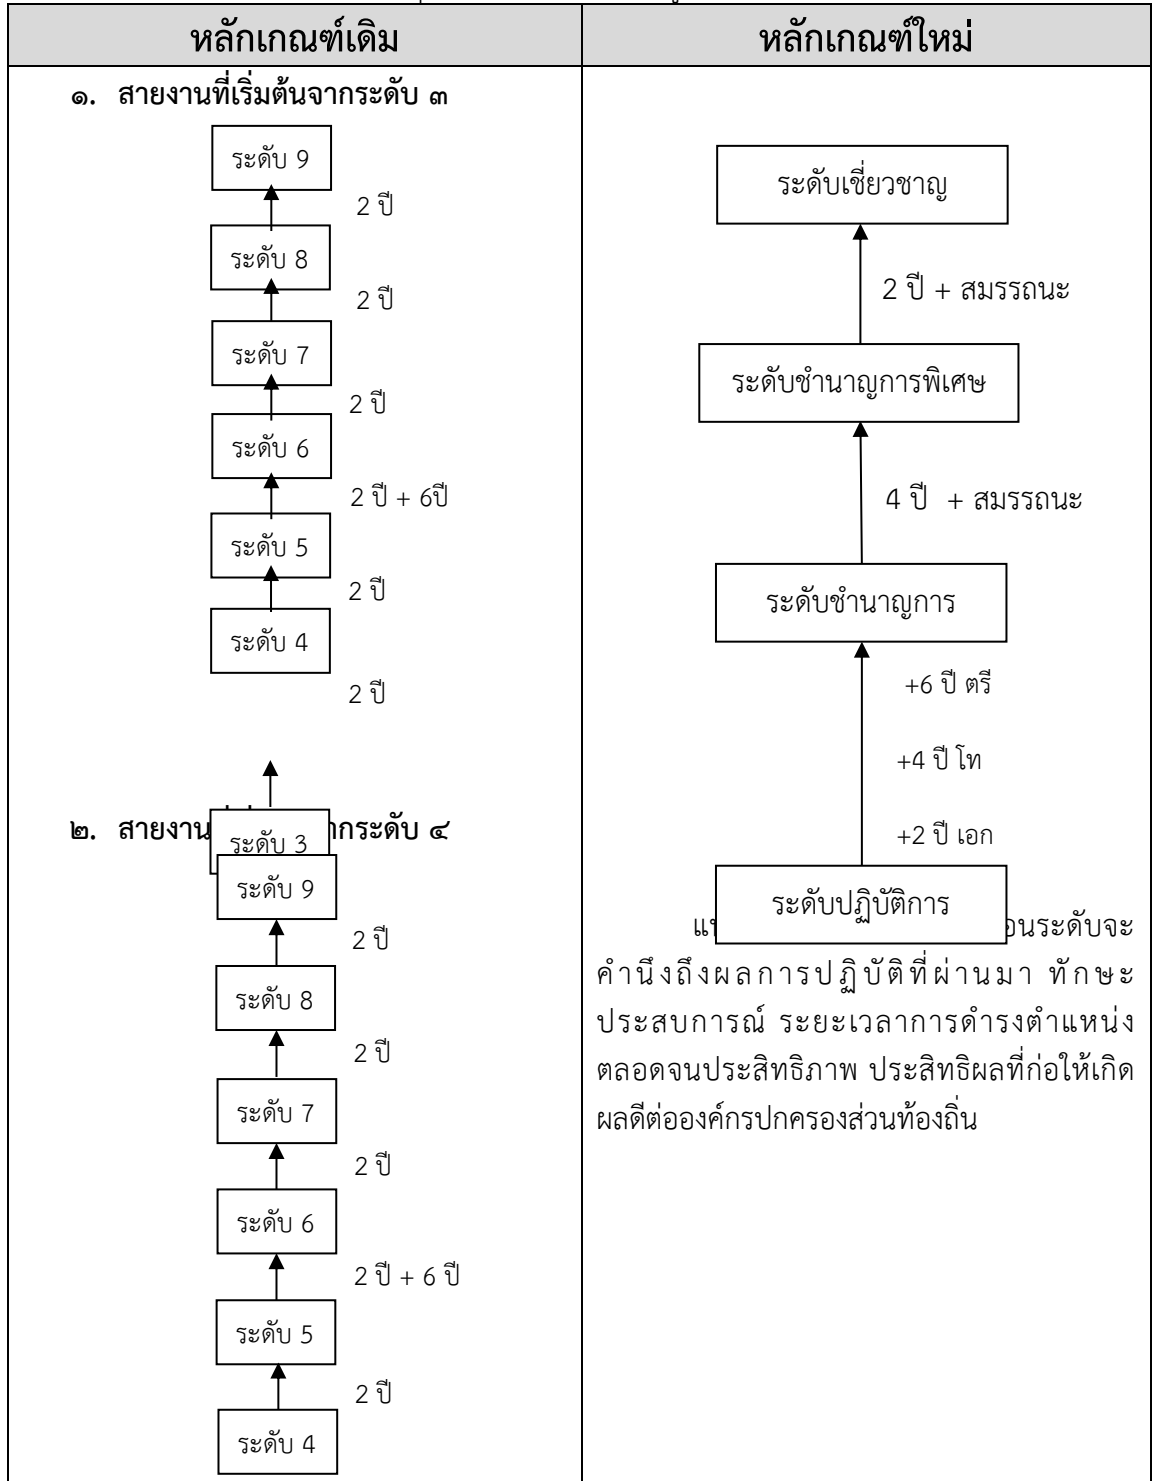 หลักเกณฑ์เดิม
หลักเกณฑ์ใหม่
๑. สายงานที่เริ่มต้นจากระดับ ๓
ระดับ 9
2 ปี
ระดับ 8
2 ปี
ระดับ 7
2 ปี
ระดับ 6
2 ปี + 6ปี
ระดับ 5
2 ปี
ระดับ 4
2 ปี
ระดับ 3
๒. สายงาน
ากระดับ ๔
ระดับ 9
2 ปี
ระดับ 8
2 ปี
ระดับ 7
2 ปี
ระดับ 6
2 ปี + 6 ปี
ระดับ 5
2 ปี
ระดับ 4
ระดับเชี่ยวชาญ
2 ปี + สมรรถนะ
ระดับชำนาญการพิเศษ
4 ปี + สมรรถนะ
ระดับชำนาญการ
+6 ปี ตรี
+4 ปี โท
+2 ปี เอก
ระดับปฏิบัติการ
อนระดับจะ
คำนึงถึงผลการปฏิบัติที่ผ่านมา ทักษะ
ประสบการณ์ ระยะเวลาการดำรงตำแหน่ง
ตลอดจนประสิทธิภาพ ประสิทธิผลที่ก่อให้เกิด
ผลดีต่อองค์กรปกครองส่วนท้องถิ่น